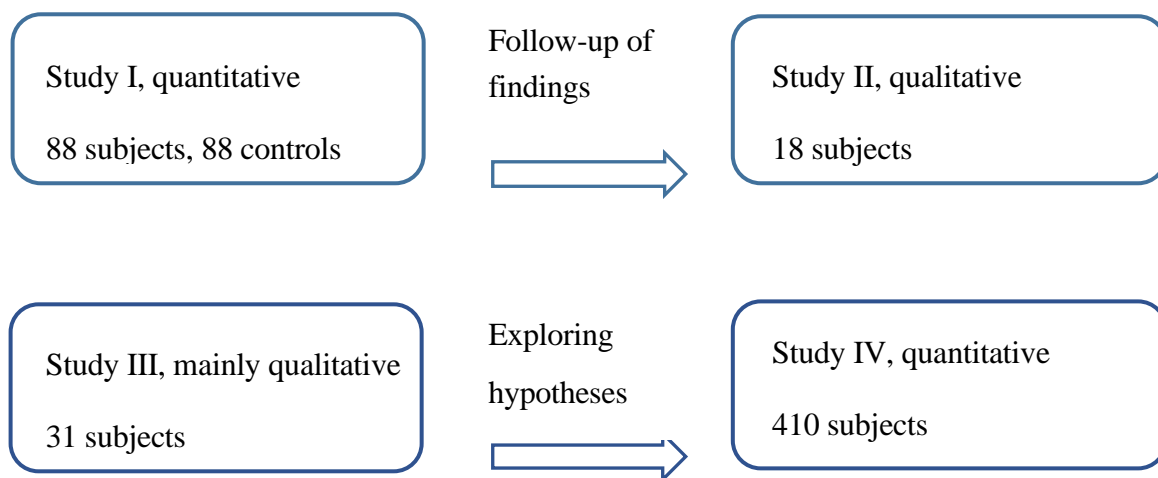 Study I, quantitative
88 subjects, 88 controls
Follow-up of
findings
Study II, qualitative
18 subjects
Study III, mainly qualitative
31 subjects
Exploring
hypotheses
Study IV, quantitative
410 subjects